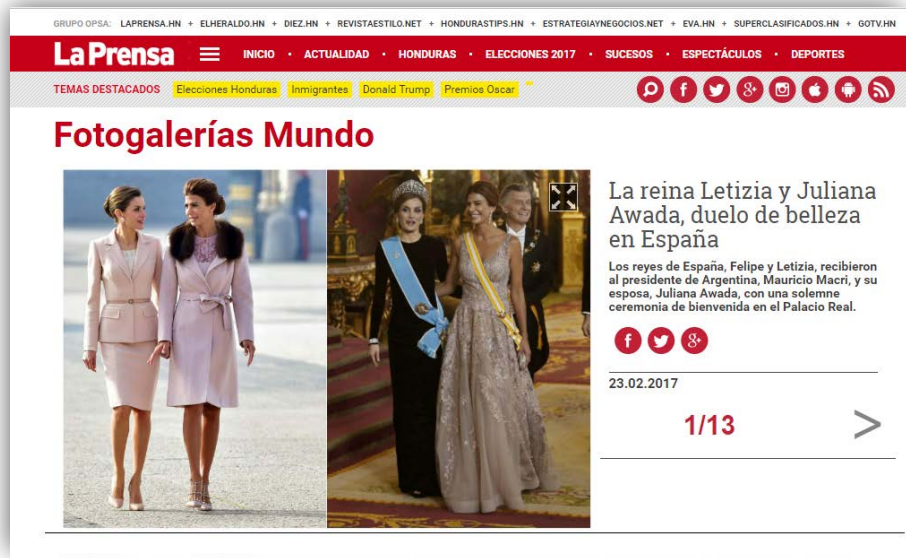 GRUPO OPSA: LAPRENSA.HN + ELHERALDO.HN + DIEZ.HN + REVISTAESTILO.NET + HONDURASTIPS.HN + ESTRATEGIAYNEGOCIOS.NET + EVA.HN + SUPERCLASIFICADOS.HN + GOTV.HN
La Prensa INICIO • ACTUALIDAD • HONDURAS • ELECCIONES 2017 • SUCESOS • ESPECTÁCULOS • DEPORTES
TEMAS DESTACADOS Elecciones Honduras Inmigrantes Donald Trump Premios Oscar
Fotogalerías Mundo
La reina Letizia y Juliana
Awada, duelo de belleza
en España
Los reyes de España, Felipe y Letizia, recibieron
al presidente de Argentina, Mauricio Macri, y su
esposa, Juliana Awada, con una solemne
ceremonia de bienvenida en el Palacio Real.
23.02.2017
1/13 >